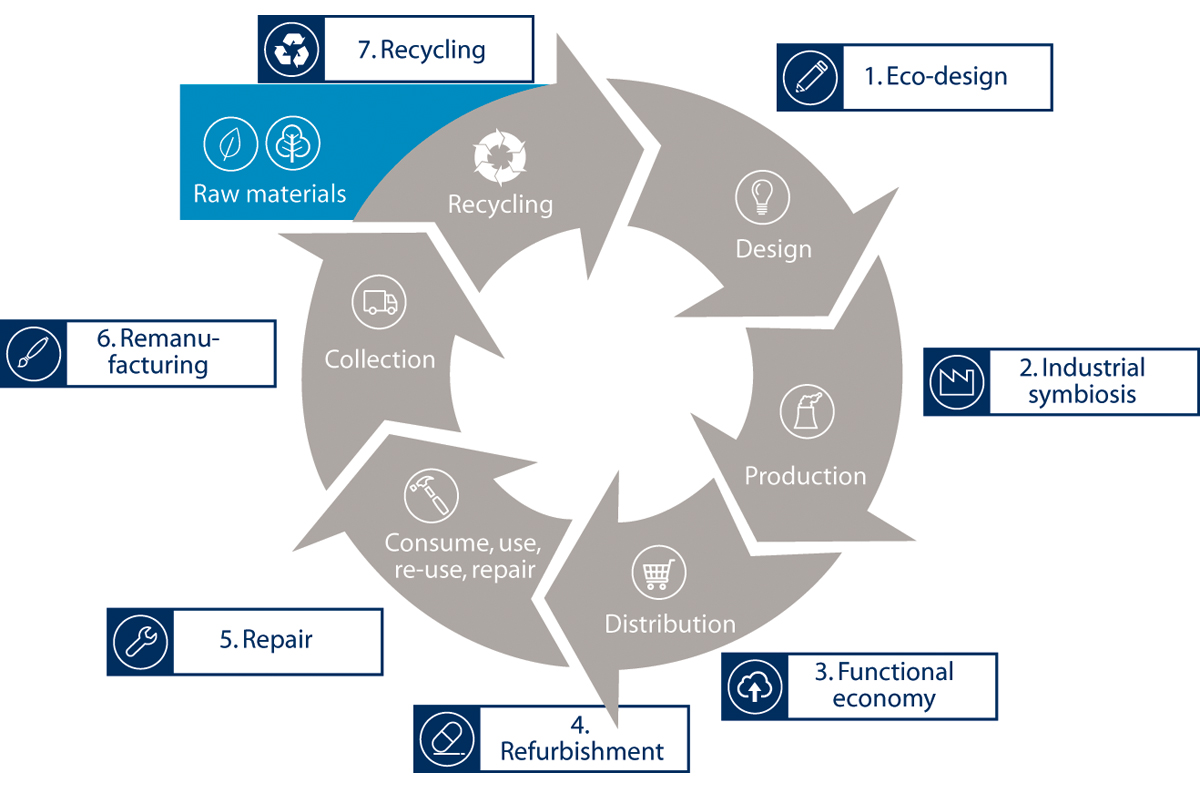 7. Recycling
1. Eco-design
Raw materials
Recycling
Design
6. Remanu-
facturing
Collection
2. Industrial
symbiosis
Production
Consume, use,
re-use, repair
Distribution
5. Repair
3. Functional
economy
4.
Refurbishment